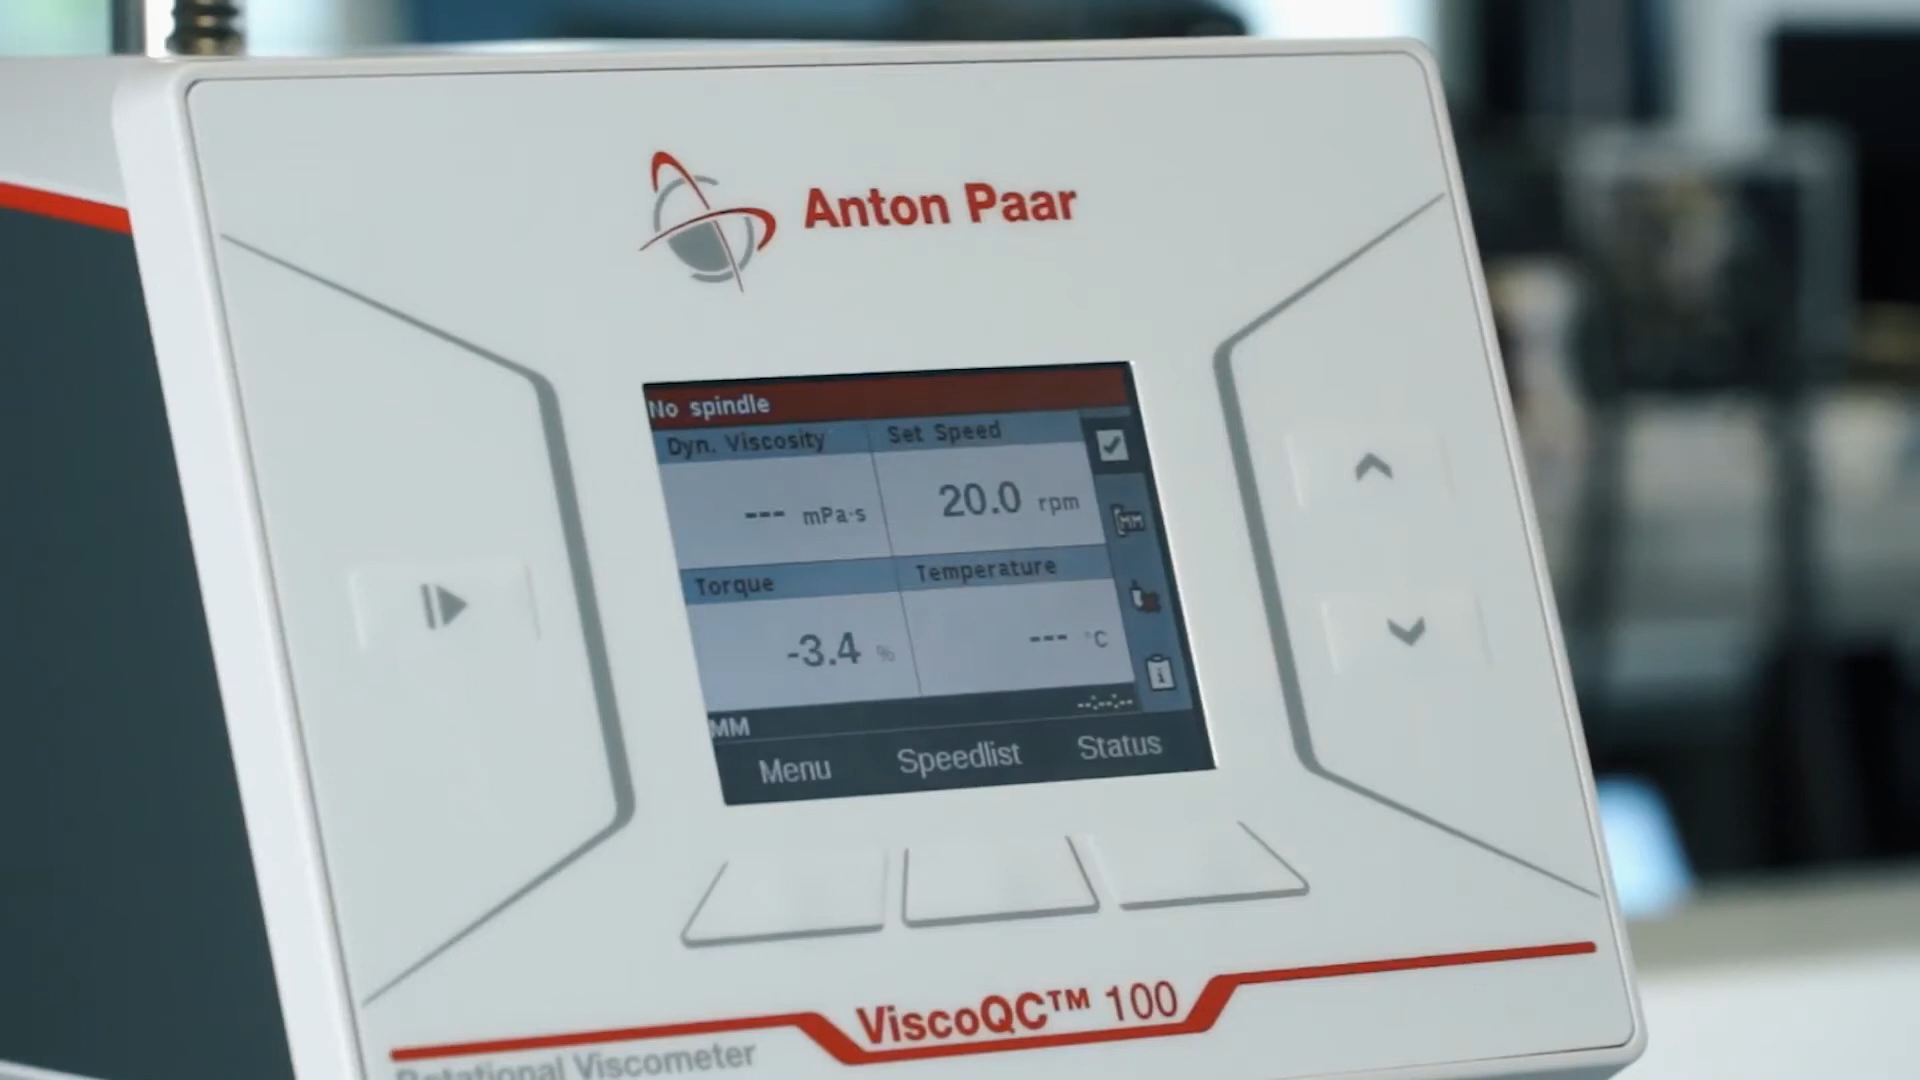 Anton Paar
No spindle
Dyn. Viscosity
Set Speed
--- mPa·s
20.0 rpm
Torque
Temperature
-3.4 %
--- °C
MM
--:--:--
Menu
Speedlist
Status
ViscoQC™ 100
Rotational Viscometer